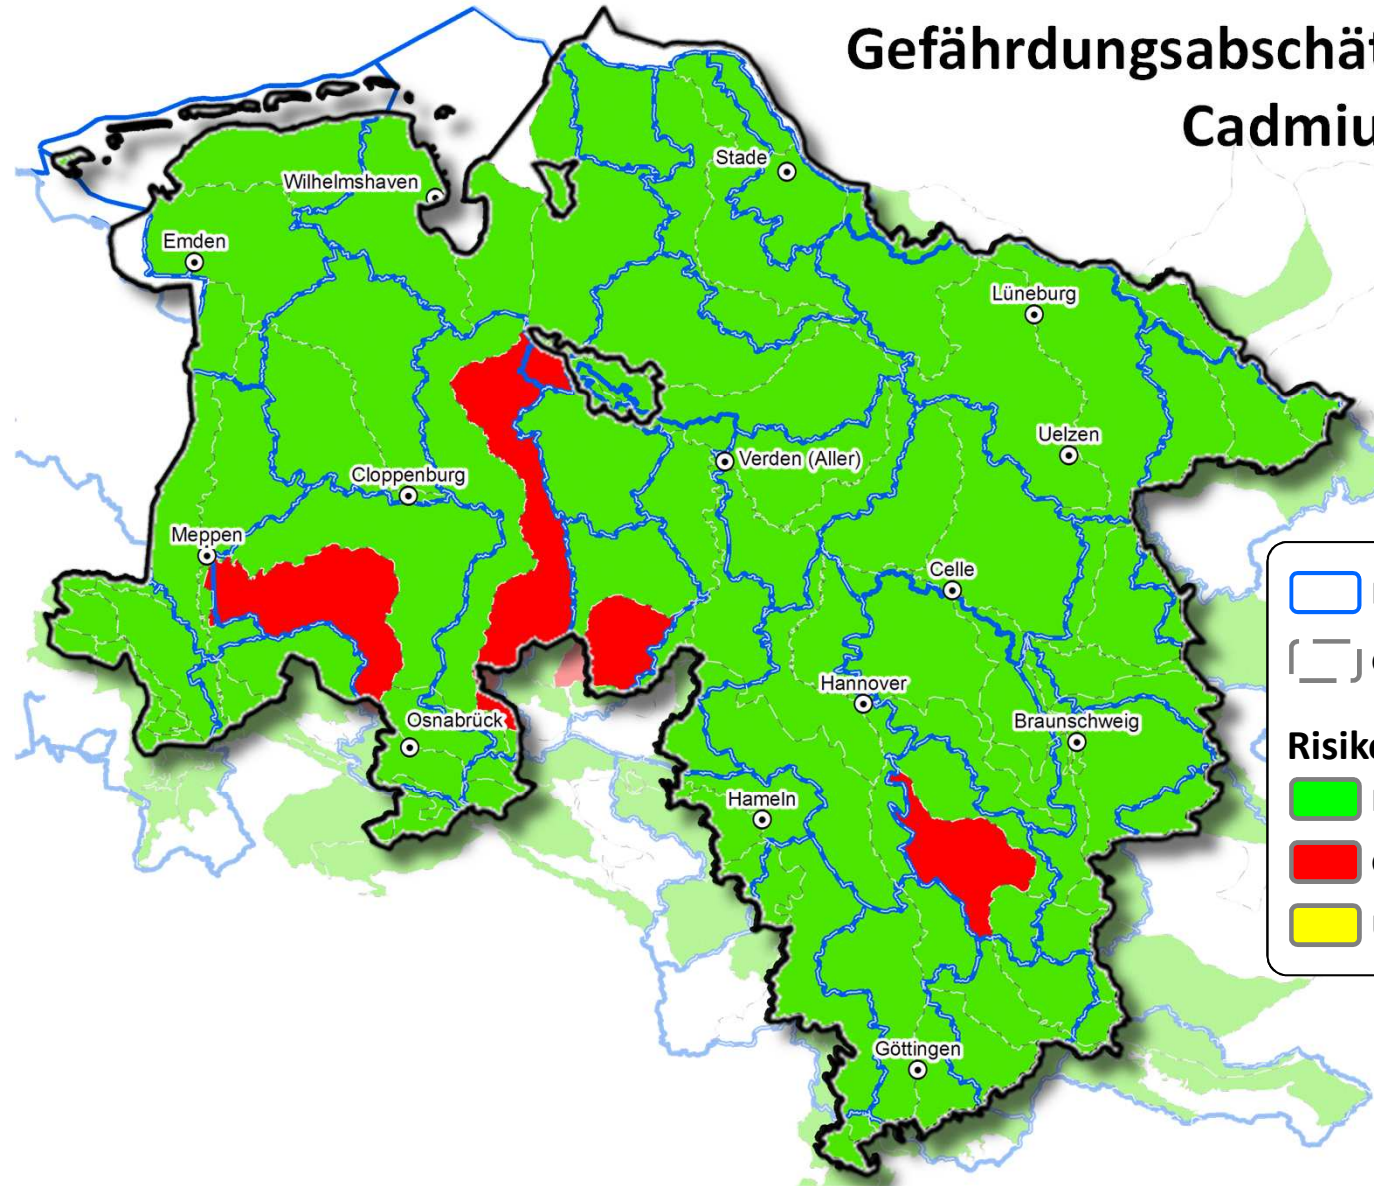 Gefährdungsabschät
Cadmiu
Stade
Wilhelmshaven
Emden
Lüneburg
Uelzen
Verden (Aller)
Cloppenburg
Meppen
Celle
Hannover
Osnabrück
Braunschweig
Risik
Hameln
Göttingen